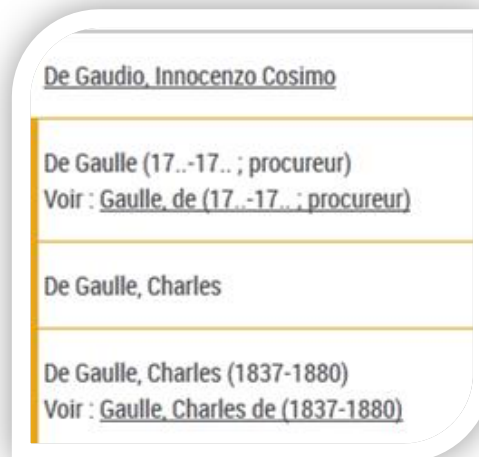 De Gaudio, Innocenzo Cosimo
De Gaulle (17..-17.. ; procureur)
Voir : Gaulle, de (17..-17.. ; procureur)
De Gaulle, Charles
De Gaulle, Charles (1837-1880)
Voir : Gaulle, Charles de (1837-1880)